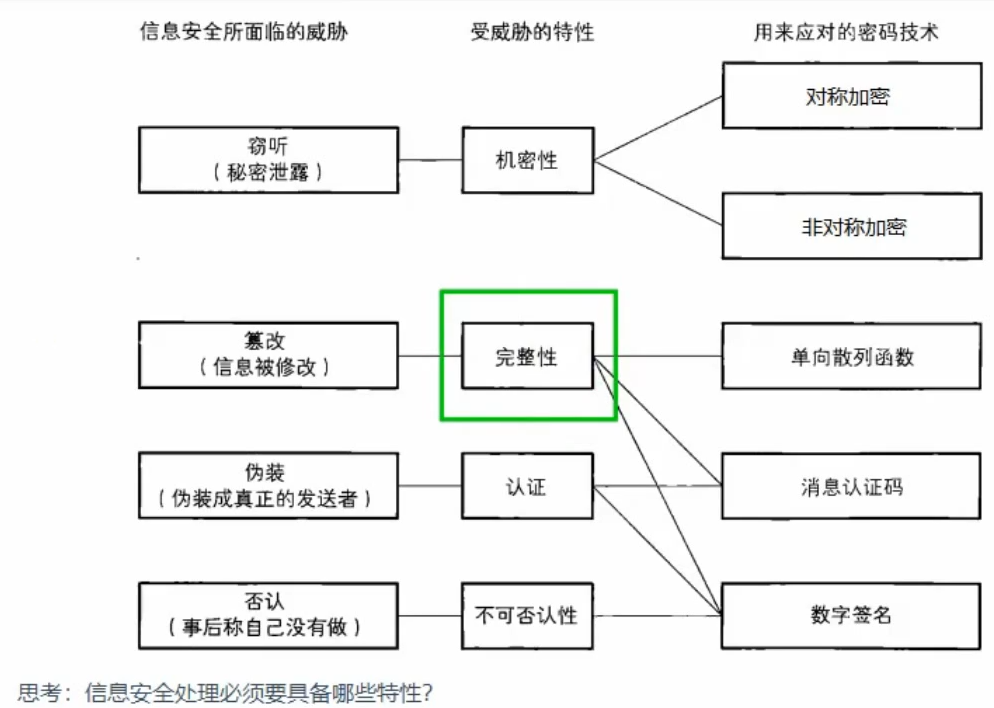 信息安全所面临的威胁 受威胁的特性 用来应对的密码技术
对称加密
窃听
（秘密泄露）
机密性
非对称加密
篡改
（信息被修改）
完整性
单向散列函数
伪装
（伪装成真正的发送者）
认证
消息认证码
否认
（事后称自己没有做）
不可否认性
数字签名
思考：信息安全处理必须要具备哪些特性？